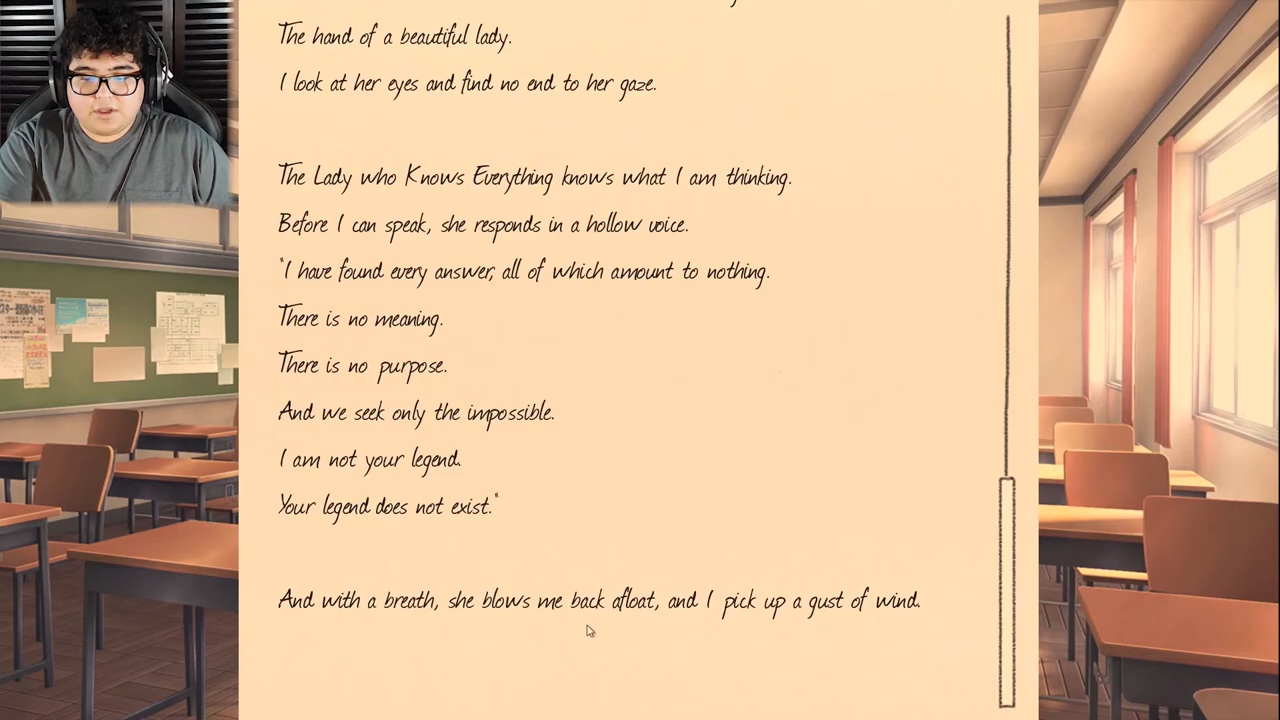 The hand of a beautiful lady.
I look at her eyes and find no end to her gaze.
The Lady who Knows Everything knows what I am thinking.
Before I can speak, she responds in a hollow voice.
"I have found every answer, all of which amount to nothing.
There is no meaning.
There is no purpose.
And we seek only the impossible.
I am not your legend.
Your legend does not exist."
And with a breath, she blows me back afloat, and I pick up a gust of wind.